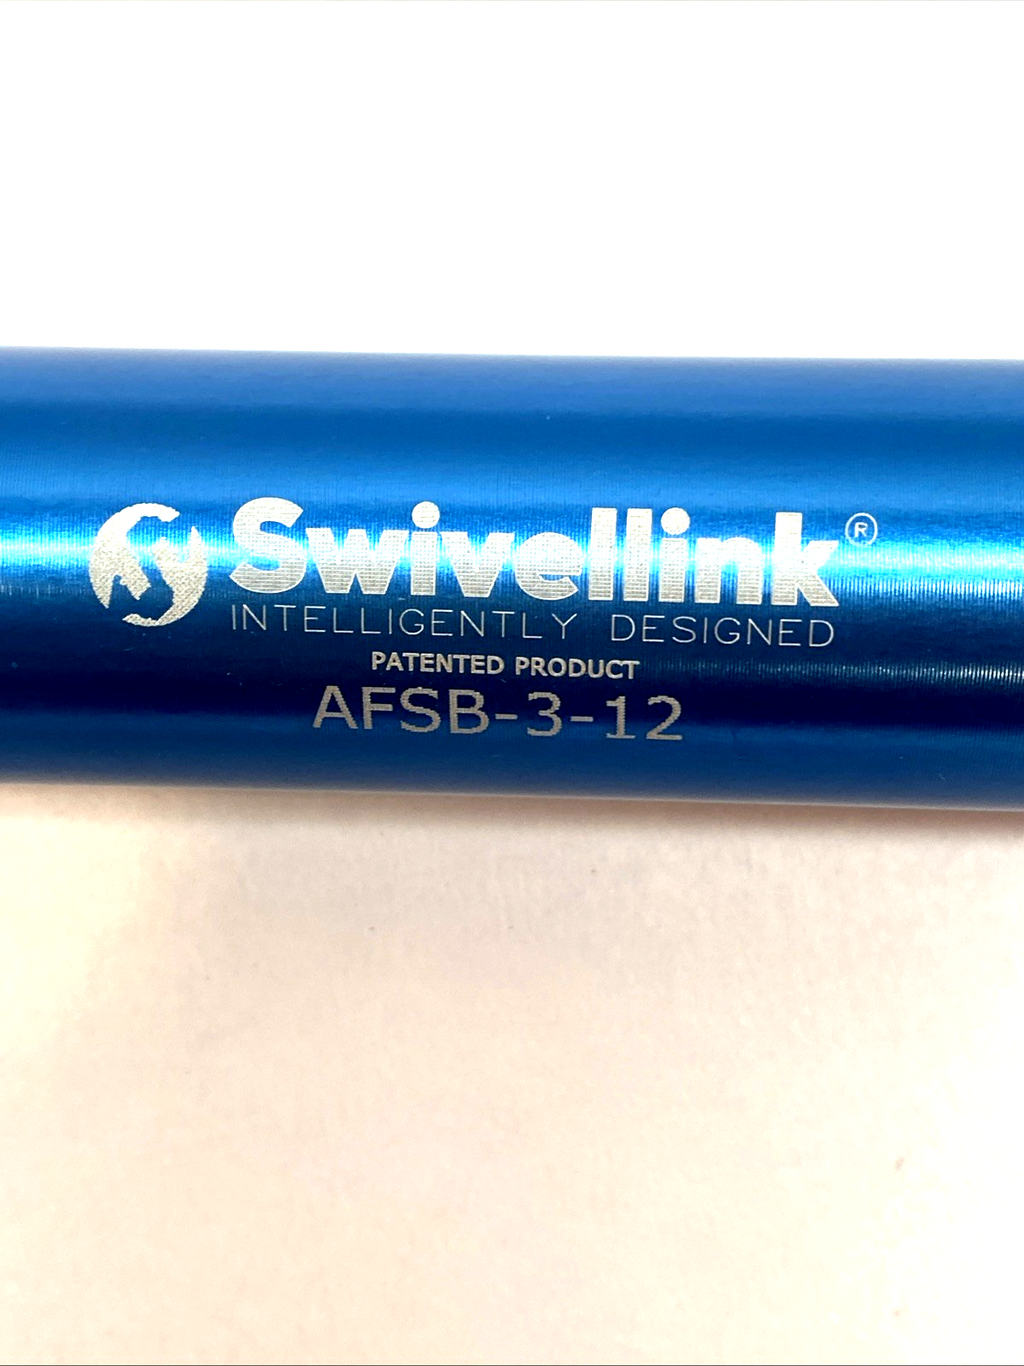 Swivellink®
INTELLIGENTLY DESIGNED
PATENTED PRODUCT
AFSB-3-12